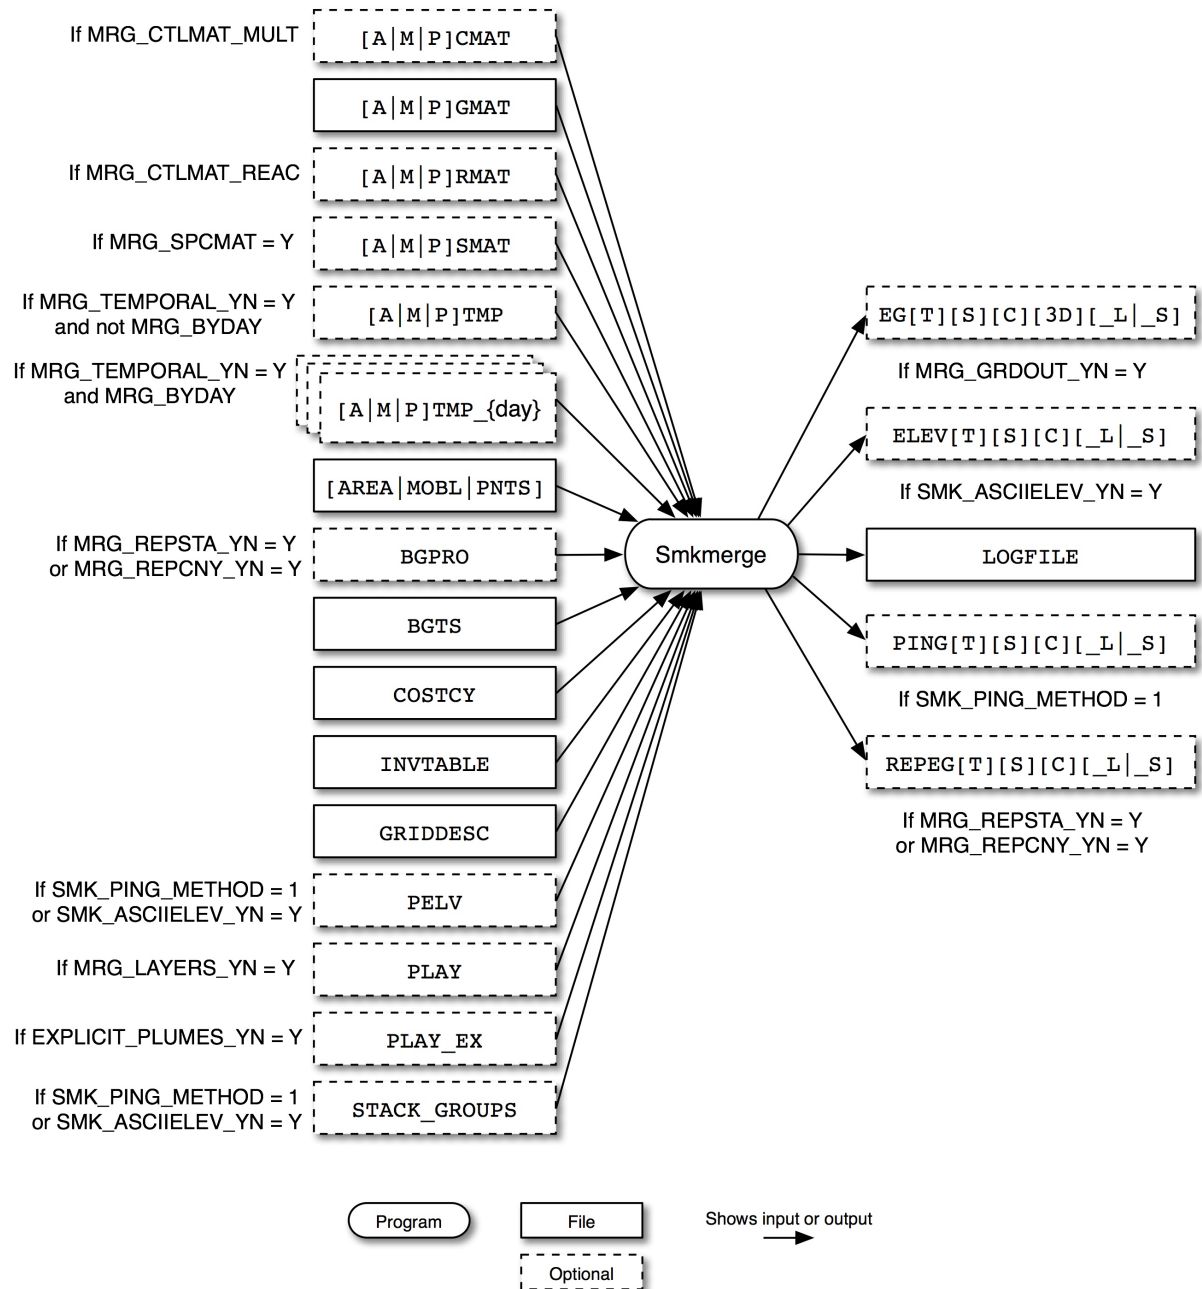 If MRG_CTLMAT_MULT
[A|M|P]CMAT
[A|M|P]GMAT
If MRG_CTLMAT_REAC
[A|M|P]RMAT
If MRG_SPCMAT = Y
[A|M|P]SMAT
If MRG_TEMPORAL_YN = Y
and not MRG_BYDAY
[A|M|P]TMP
If MRG_TEMPORAL_YN = Y
and MRG_BYDAY
[A|M|P]TMP_{day}
[AREA|MOBL|PNTS]
If MRG_REPSTA_YN = Y
or MRG_REPCNY_YN = Y
BGPRO
BGTS
COSTCY
INVTABLE
GRIDDESC
If SMK_PING_METHOD = 1
or SMK_ASCIIELEV_YN = Y
PELV
If MRG_LAYERS_YN = Y
PLAY
If EXPLICIT_PLUMES_YN = Y
PLAY_EX
If SMK_PING_METHOD = 1
or SMK_ASCIIELEV_YN = Y
STACK_GROUPS
Smkmerge
EG[T][S][C][3D][_L|_S]
If MRG_GRDOUT_YN = Y
ELEV[T][S][C][_L|_S]
If SMK_ASCIIELEV_YN = Y
LOGFILE
PING[T][S][C][_L|_S]
If SMK_PING_METHOD = 1
REPEG[T][S][C][_L|_S]
If MRG_REPSTA_YN = Y
or MRG_REPCNY_YN = Y
Program
File
Shows input or output
Optional